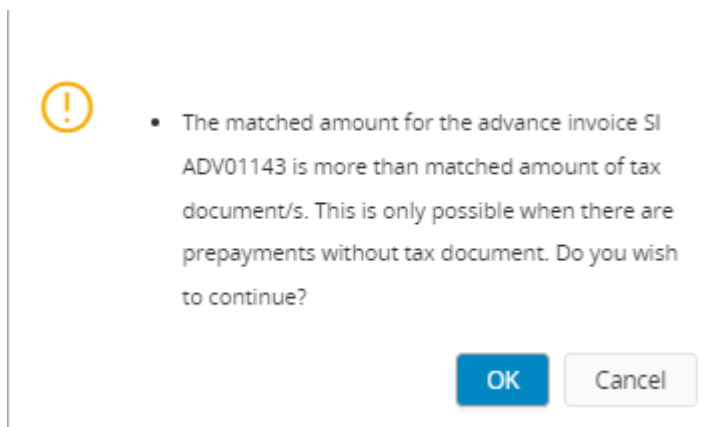 • The matched amount for the advance invoice SI
ADV01143 is more than matched amount of tax
document/s. This is only possible when there are
prepayments without tax document. Do you wish
to continue?
OK Cancel